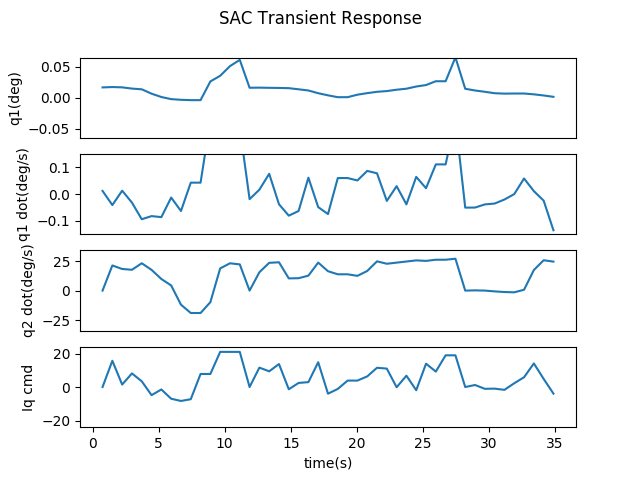 SAC Transient Response
q1(deg)
0.05
0.00
−0.05
q1 dot(deg/s)
0.1
0.0
−0.1
q2 dot(deg/s)
25
0
−25
Iq cmd
20
0
−20
0 5 10 15 20 25 30 35
time(s)